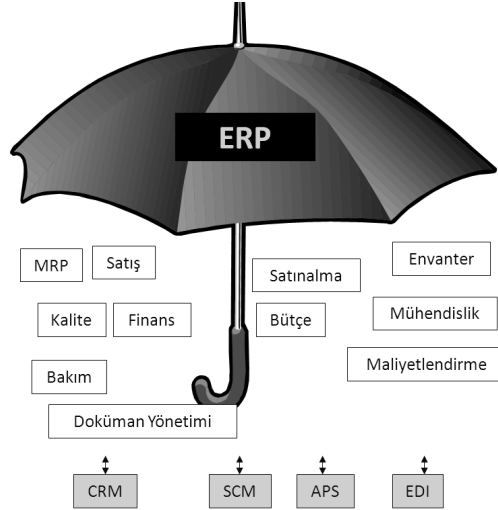 ERP
MRP
Satış
Satınalma
Envanter
Kalite
Finans
Bütçe
Mühendislik
Bakım
Maliyetlendirme
Doküman Yönetimi
CRM
SCM
APS
EDI